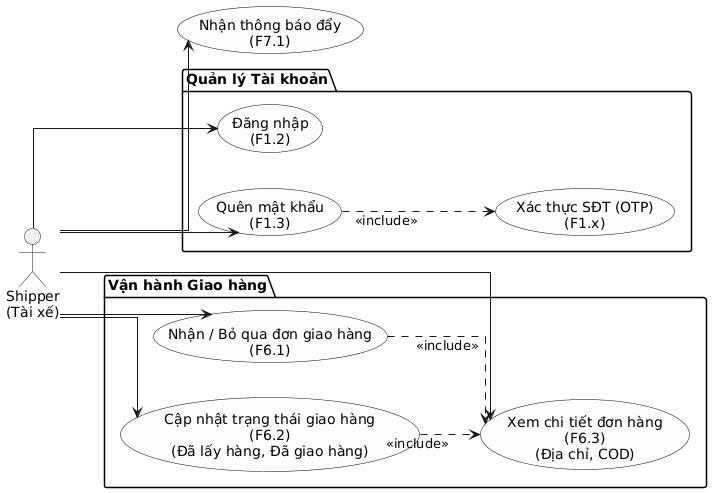 Nhận thông báo đẩy
(F7.1)
Quản lý Tài khoản
Đăng nhập
(F1.2)
Quên mật khẩu
(F1.3)
«include»
Xác thực SĐT (OTP)
(F1.x)
Shipper
(Tài xế)
Vận hành Giao hàng
Nhận / Bỏ qua đơn giao hàng
(F6.1)
«include»
Cập nhật trạng thái giao hàng
(F6.2)
(Đã lấy hàng, Đã giao hàng)
«include»
Xem chi tiết đơn hàng
(F6.3)
(Địa chỉ, COD)